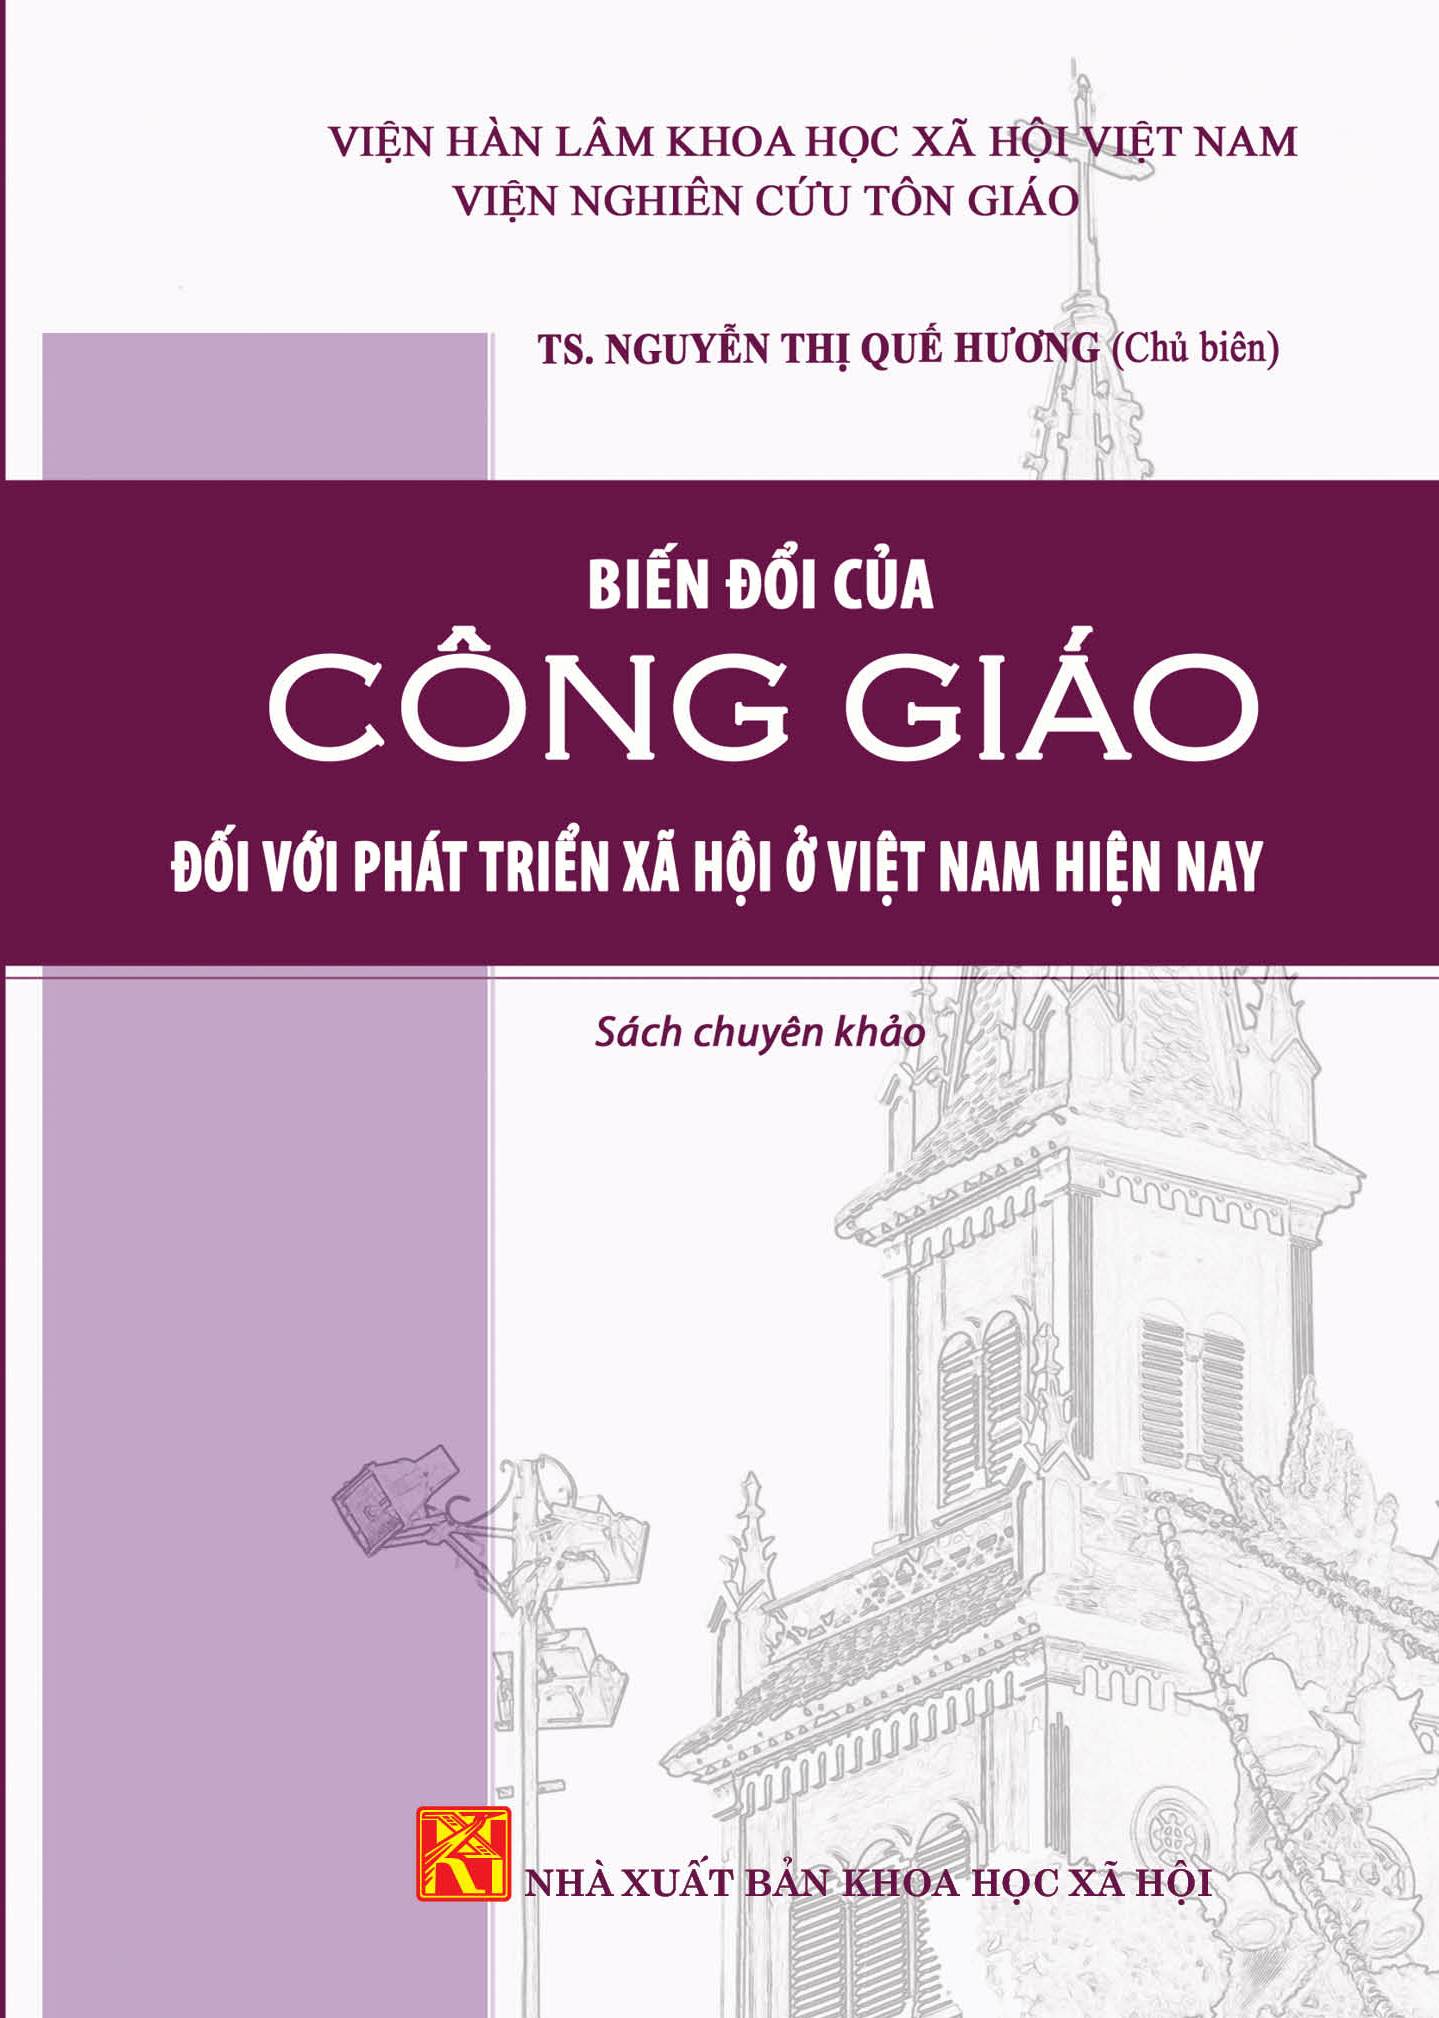 VIỆN HÀN LÂM KHOA HỌC XÃ HỘI VIỆT NAM
VIỆN NGHIÊN CỨU TÔN GIÁO
TS. NGUYỄN THỊ QUẾ HƯƠNG (Chủ biên)
BIẾN ĐỔI CỦA
CÔNG GIÁO
ĐỐI VỚI PHÁT TRIỂN XÃ HỘI Ở VIỆT NAM HIỆN NAY
Sách chuyên khảo
NHÀ XUẤT BẢN KHOA HỌC XÃ HỘI